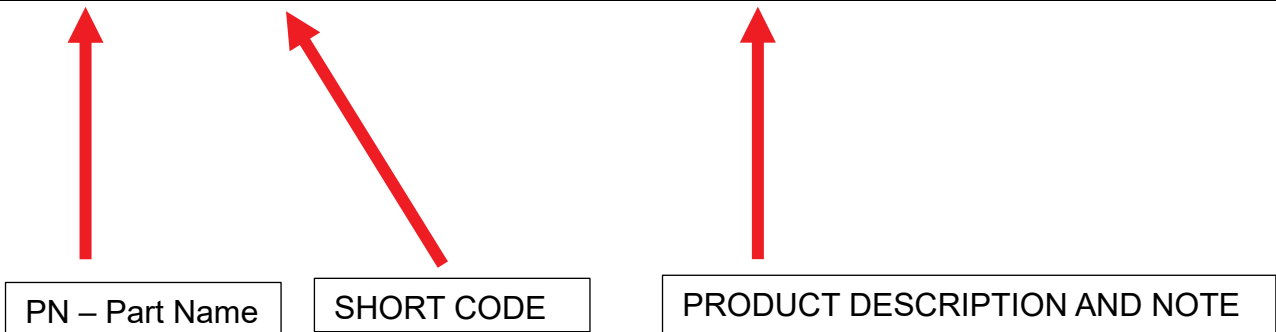 PN – Part Name
SHORT CODE
PRODUCT DESCRIPTION AND NOTE